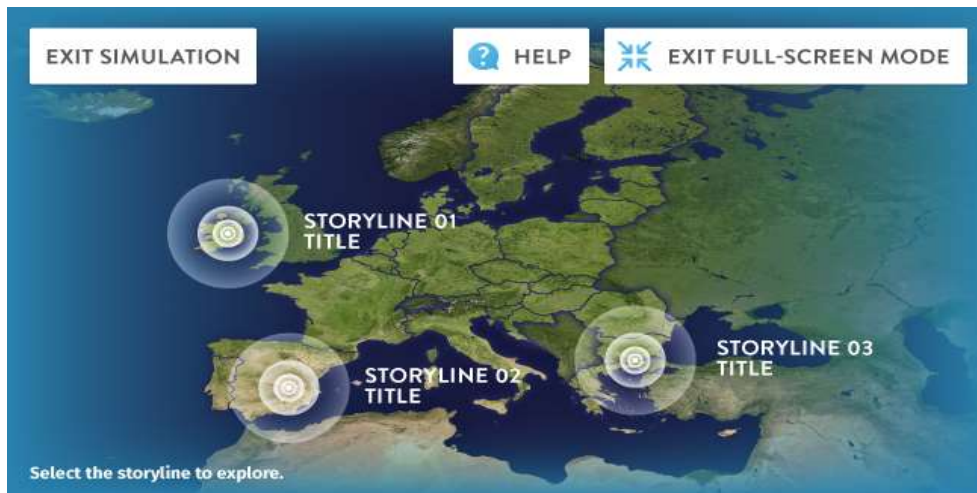 EXIT SIMULATION
HELP
EXIT FULL-SCREEN MODE
STORYLINE 01
TITLE
STORYLINE 02
TITLE
STORYLINE 03
TITLE
Select the storyline to explore.